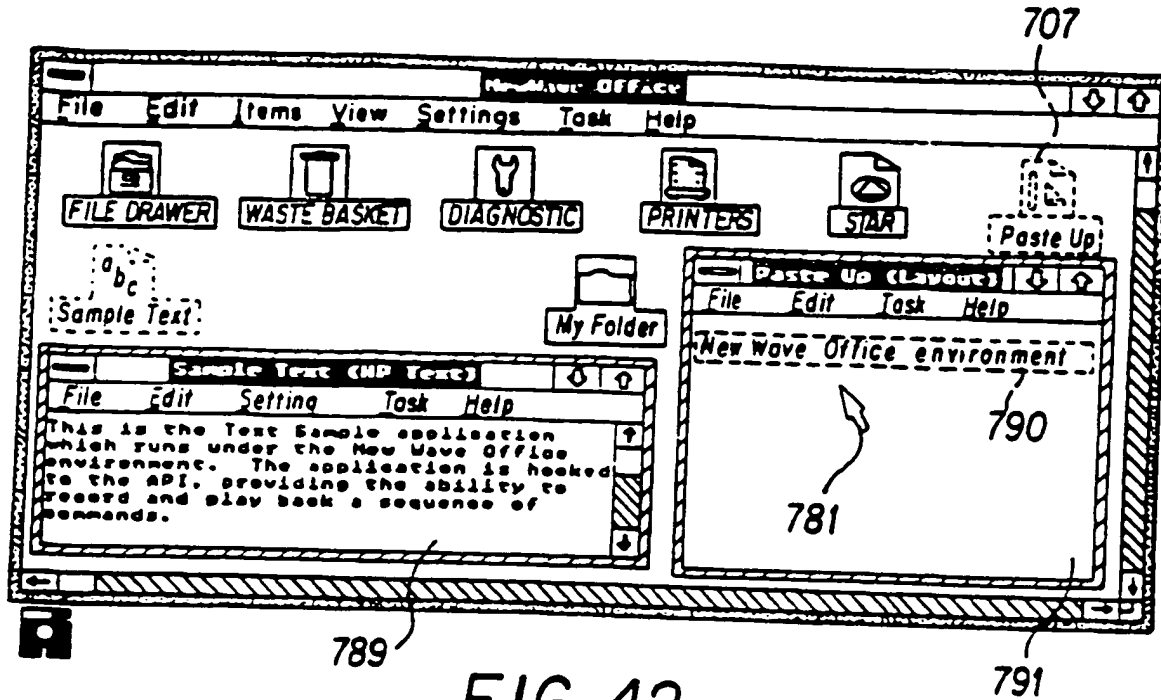 707
NewWave Office
File Edit Items View Settings Task Help
FILE DRAWER WASTE BASKET DIAGNOSTIC PRINTERS STAR Paste Up
abc
Sample Text
My Folder
Paste Up (Layout)
File Edit Task Help
New Wave Office environment
790
781
Sample Text (HP Text)
File Edit Setting Task Help
This is the Text Sample application
which runs under the New Wave Office
environment. The application is hooked
to the API, providing the ability to
record and play back a sequence of
commands.
789
791
FIG 42